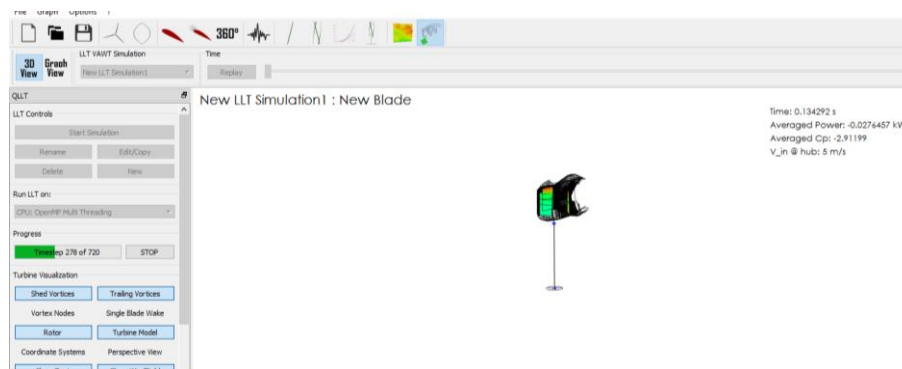 File Graph Options ?
360°
LLT VAWT Simulation
Time
3D View
Graph View
New LLT Simulation1
Replay
QLLT
New LLT Simulation1 : New Blade
Time: 0.134292 s
Averaged Power: -0.0276457 kW
Averaged Cp: -2.91199
V_in @ hub: 5 m/s
LLT Controls
Start Simulation
Rename Edit/Copy
Delete New
Run LLT on:
CPU: OpenMP Multi Threading
Progress
Timestep 278 of 720 STOP
Turbine Visualization
Shed Vortices Trailing Vortices
Vortex Nodes Single Blade Wake
Rotor Turbine Model
Coordinate Systems Perspective View